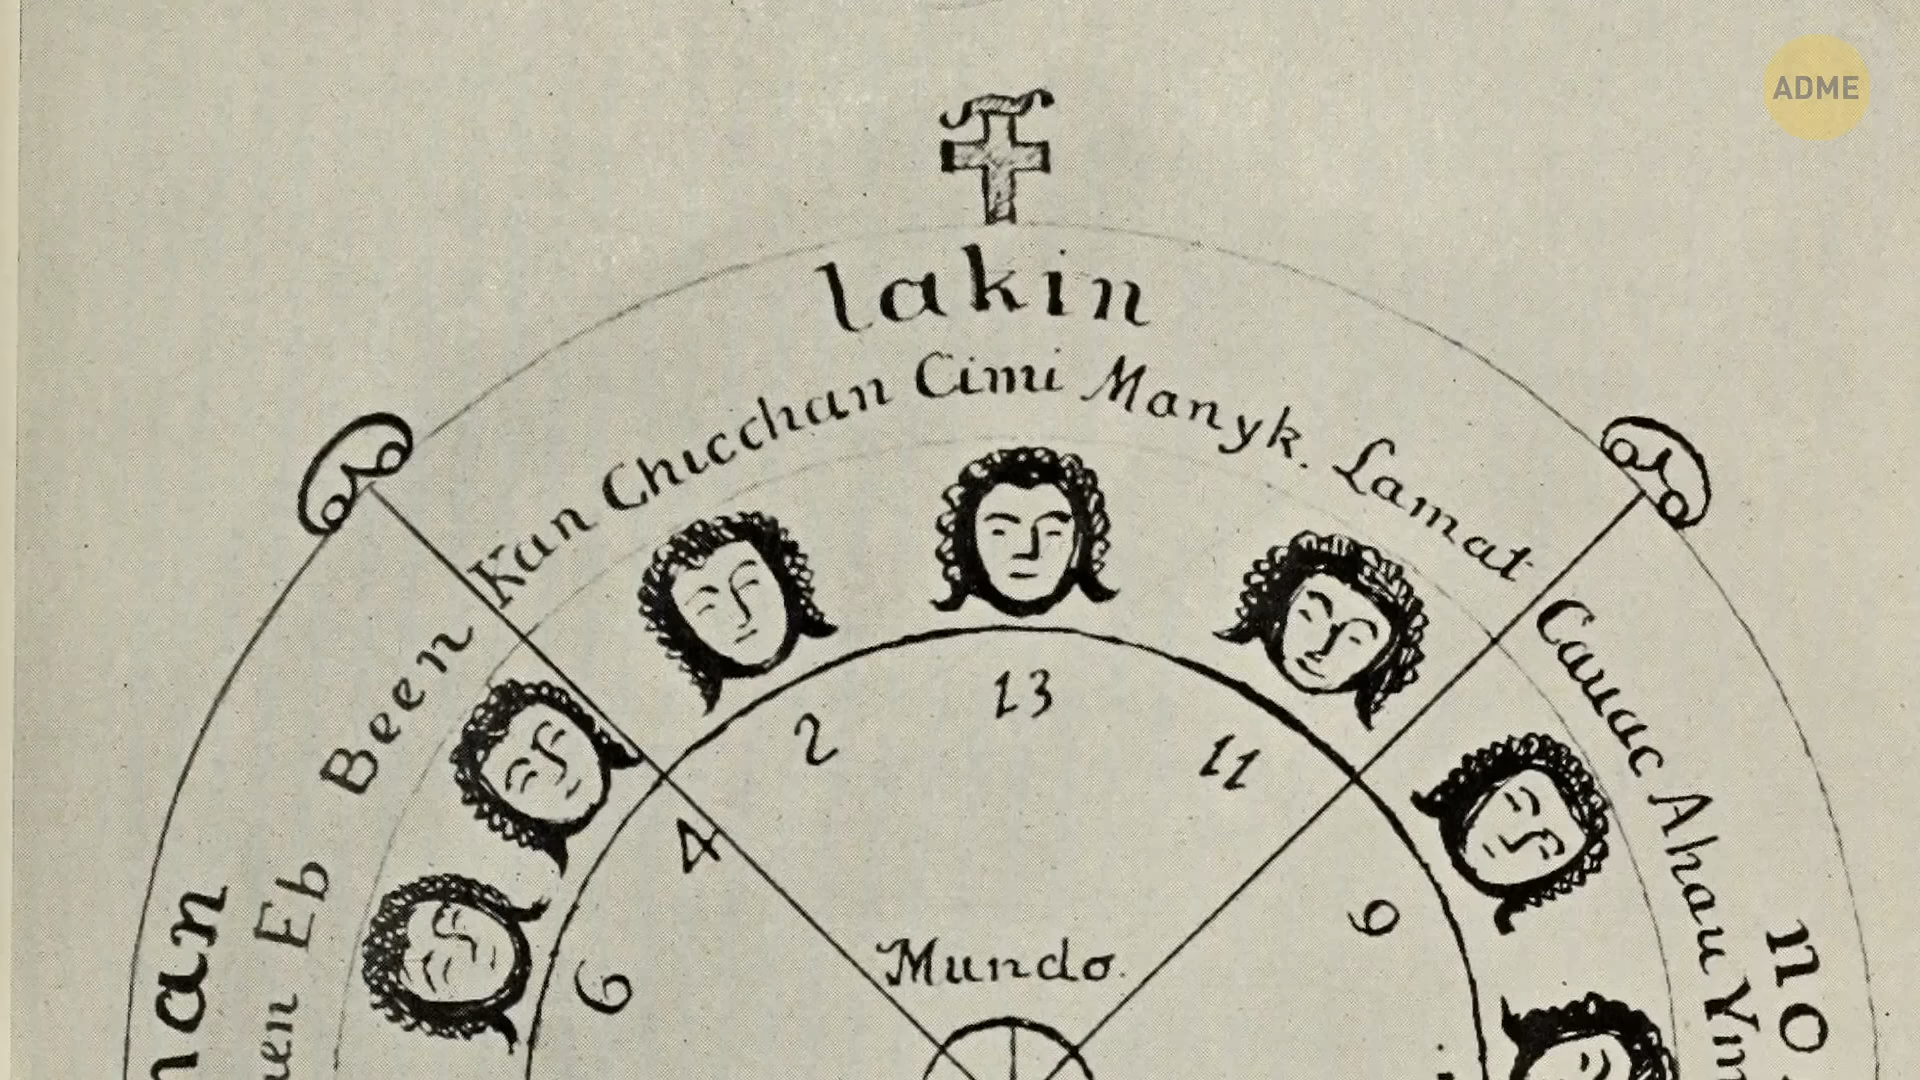 ADME
lakin
Kan Chicchan Cimi Manyk. Lamat
Been
Eb
Cauac Ahau Ym
no
2
13
11
4
9
6
Mundo.